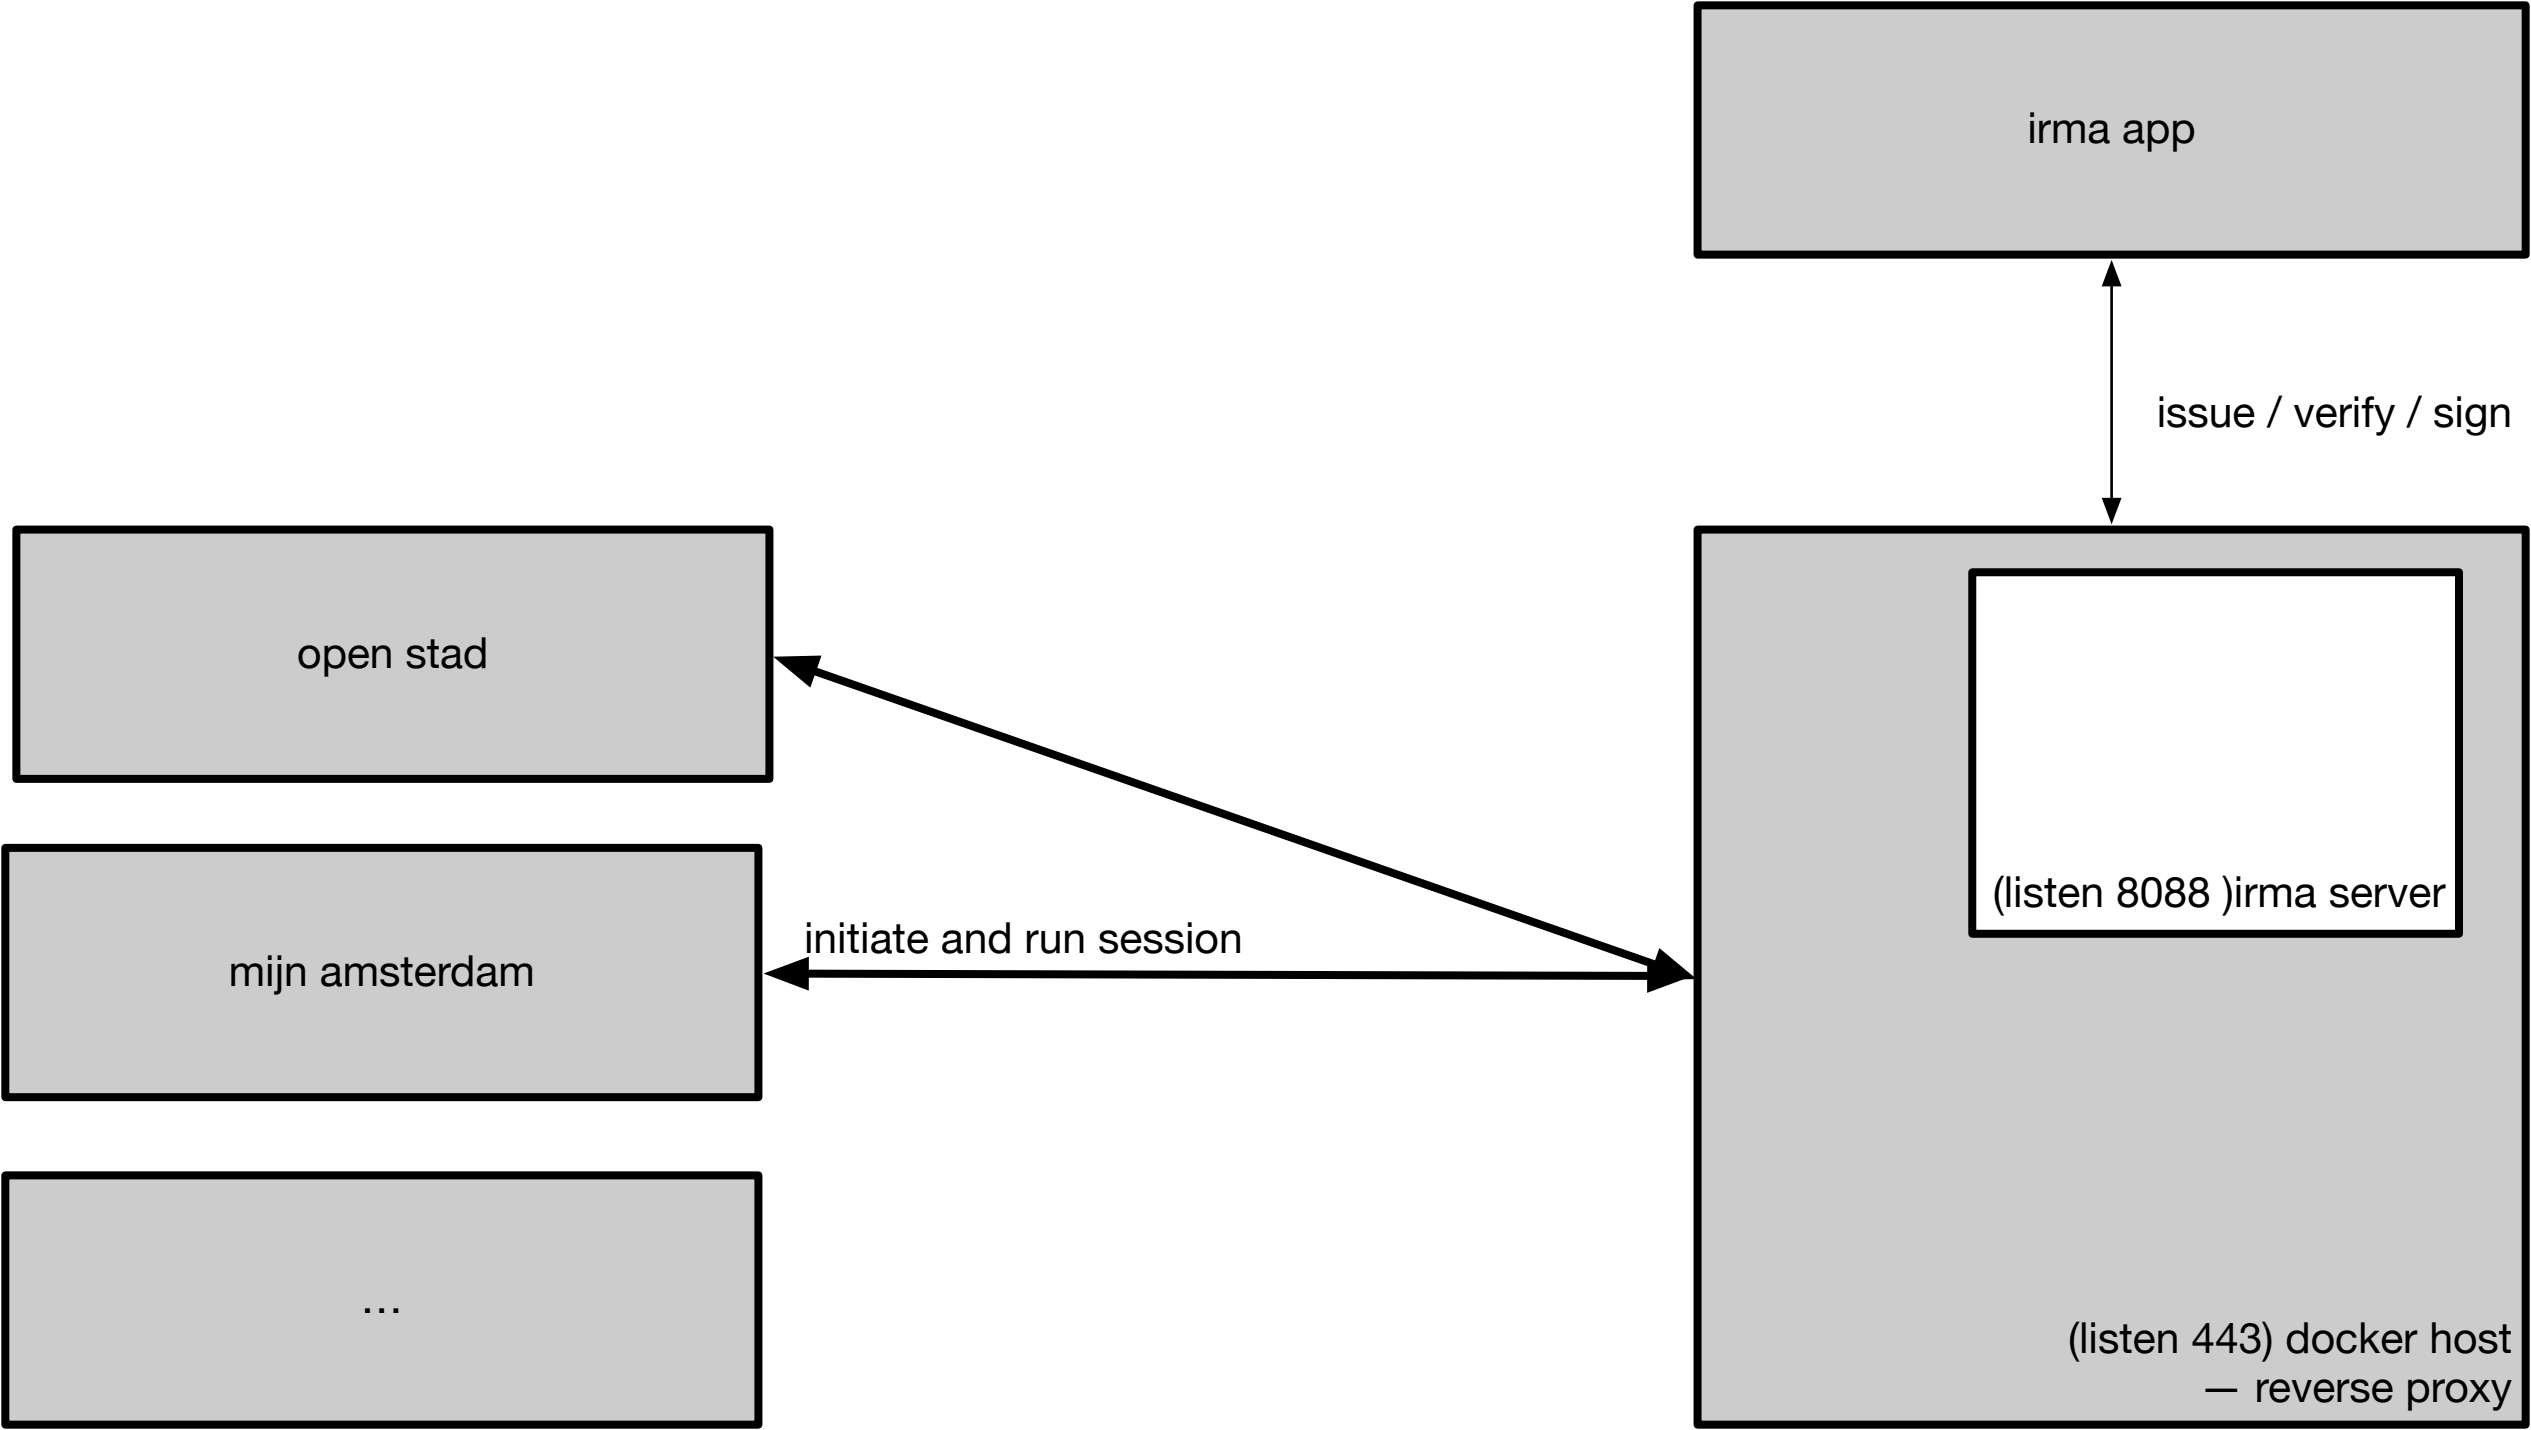 irma app
issue / verify / sign
open stad
(listen 8088 )irma server
initiate and run session
mijn amsterdam
...
(listen 443) docker host
— reverse proxy